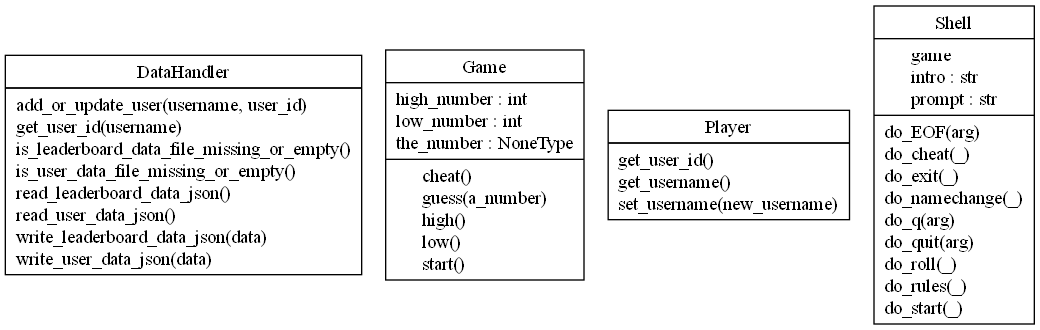 DataHandler
add_or_update_user(username, user_id)
get_user_id(username)
is_leaderboard_data_file_missing_or_empty()
is_user_data_file_missing_or_empty()
read_leaderboard_data_json()
read_user_data_json()
write_leaderboard_data_json(data)
write_user_data_json(data)
Game
high_number : int
low_number : int
the_number : NoneType
cheat()
guess(a_number)
high()
low()
start()
Player
get_user_id()
get_username()
set_username(new_username)
Shell
game
intro : str
prompt : str
do_EOF(arg)
do_cheat(_)
do_exit(_)
do_namechange(_)
do_q(arg)
do_quit(arg)
do_roll(_)
do_rules(_)
do_start(_)